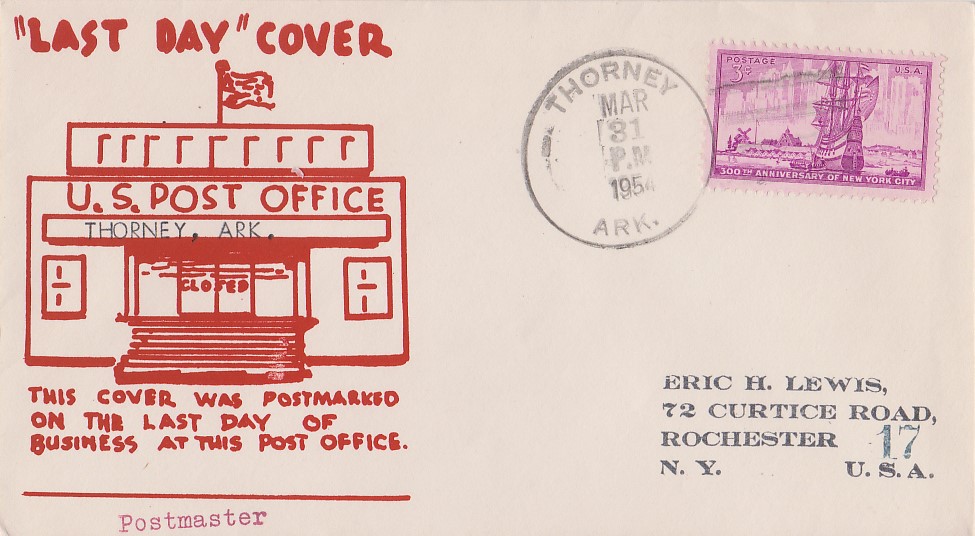 "LAST DAY" COVER
U.S. POST OFFICE
THORNEY, ARK.
CLOSED
THIS COVER WAS POSTMARKED
ON THE LAST DAY OF
BUSINESS AT THIS POST OFFICE.
Postmaster
THORNEY
MAR
31
P.M
1954
ARK.
POSTAGE U.S.A.
3¢
300TH ANNIVERSARY OF NEW YORK CITY
ERIC H. LEWIS,
72 CURTICE ROAD,
ROCHESTER 17
N. Y. U. S. A.